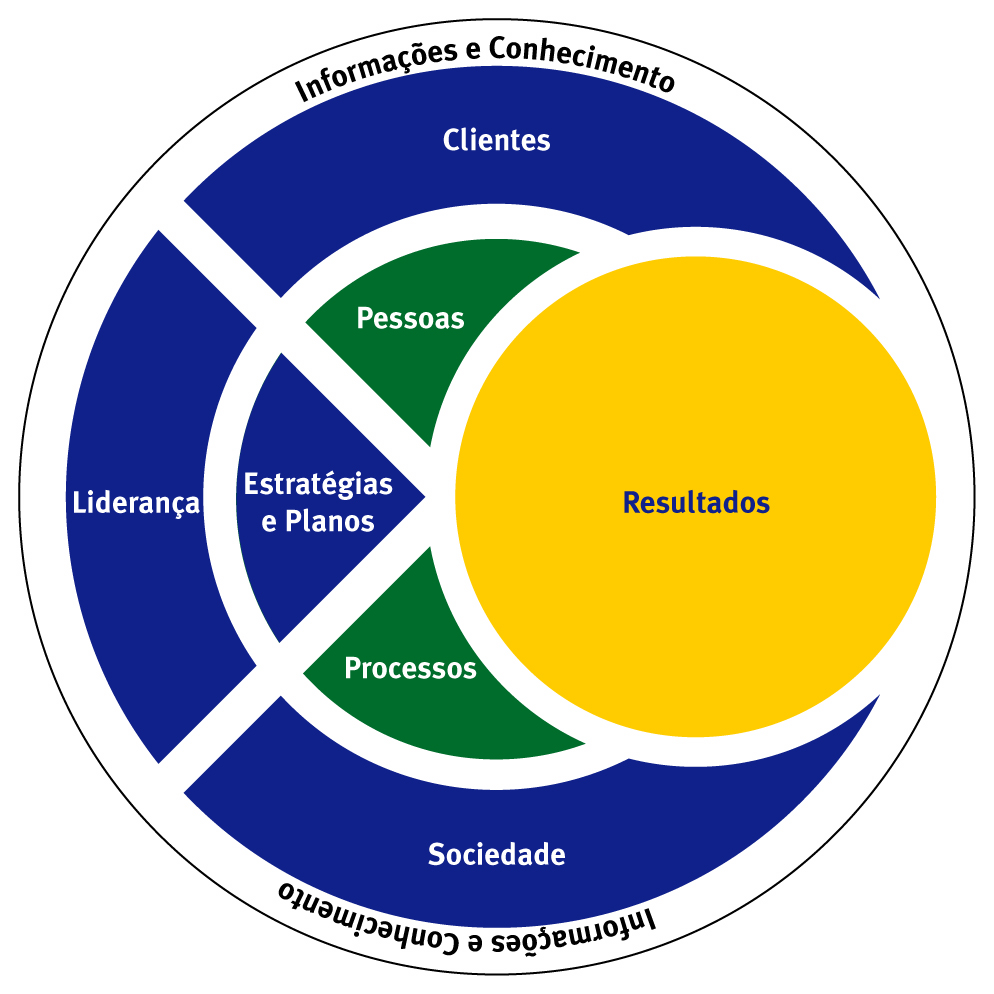 Informações e Conhecimento
Clientes
Pessoas
Estratégias
e Planos
Liderança
Resultados
Processos
Sociedade
Informações e Conhecimento